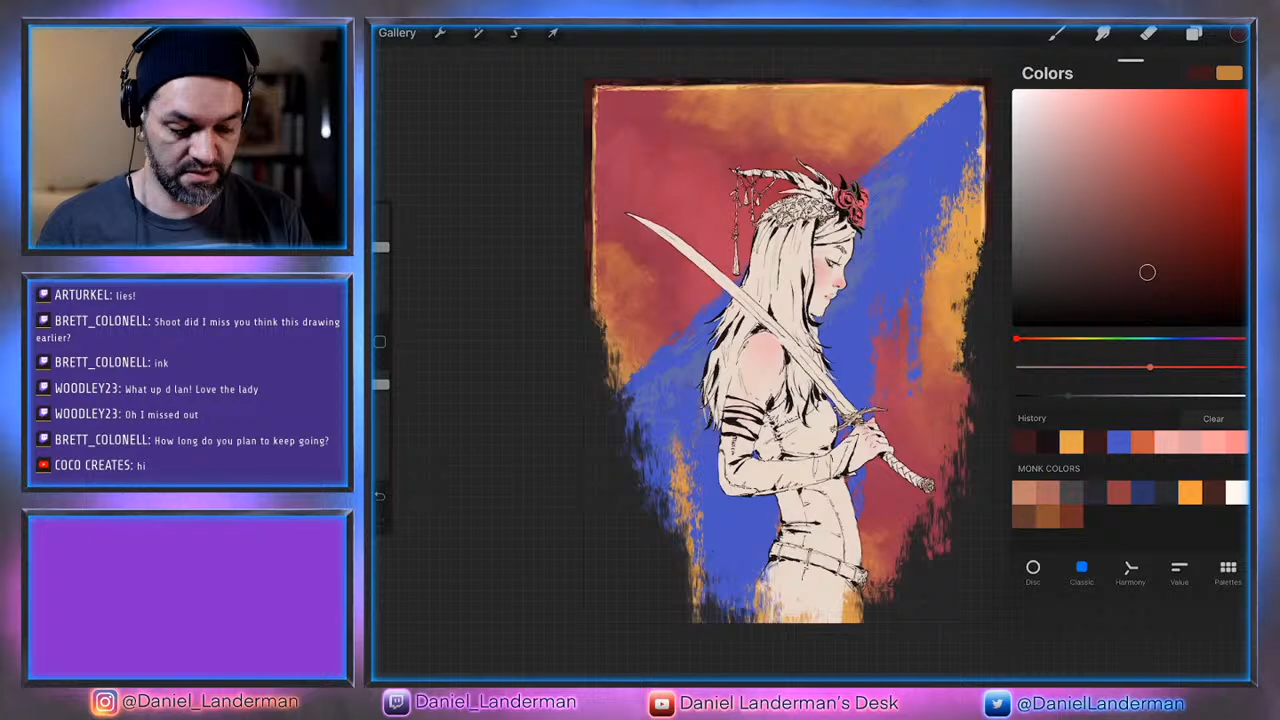 Gallery
Colors
ARTURKEL: lies!
BRETT_COLONELL: Shoot did I miss you think this drawing
earlier?
BRETT_COLONELL: ink
WOODLEY23: What up d lan! Love the lady
WOODLEY23: Oh I missed out
BRETT_COLONELL: How long do you plan to keep going?
COCO CREATES: hi
History
Clear
MONK COLORS
Disc
Classic
Harmony
Value
Palettes
@Daniel_Landerman
Daniel_Landerman
Daniel Landerman's Desk
@DanielLanderman